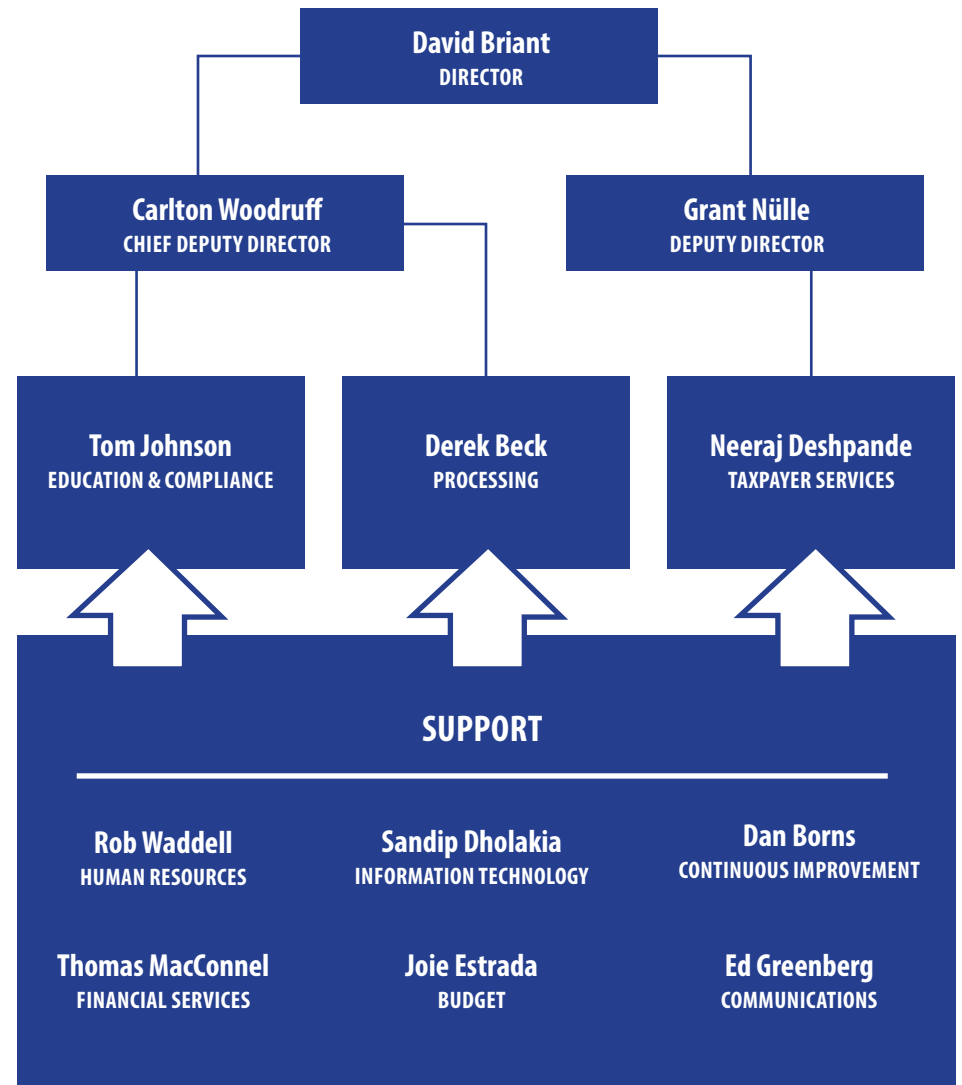 David Briant
DIRECTOR
Carlton Woodruff
CHIEF DEPUTY DIRECTOR
Grant Nülle
DEPUTY DIRECTOR
Tom Johnson
EDUCATION & COMPLIANCE
Derek Beck
PROCESSING
Neeraj Deshpande
TAXPAYER SERVICES
SUPPORT
Rob Waddell
HUMAN RESOURCES
Sandip Dholakia
INFORMATION TECHNOLOGY
Dan Borns
CONTINUOUS IMPROVEMENT
Thomas MacConnel
FINANCIAL SERVICES
Joie Estrada
BUDGET
Ed Greenberg
COMMUNICATIONS